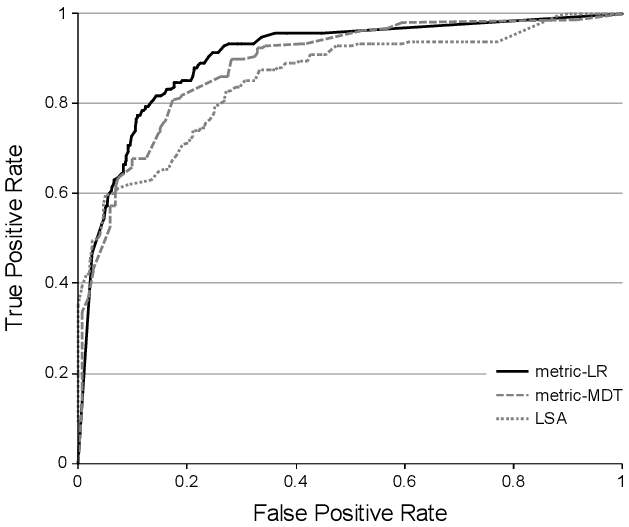 1
0.8
0.6
0.4
0.2
0
True Positive Rate
metric-LR
metric-MDT
LSA
0 0.2 0.4 0.6 0.8 1
False Positive Rate